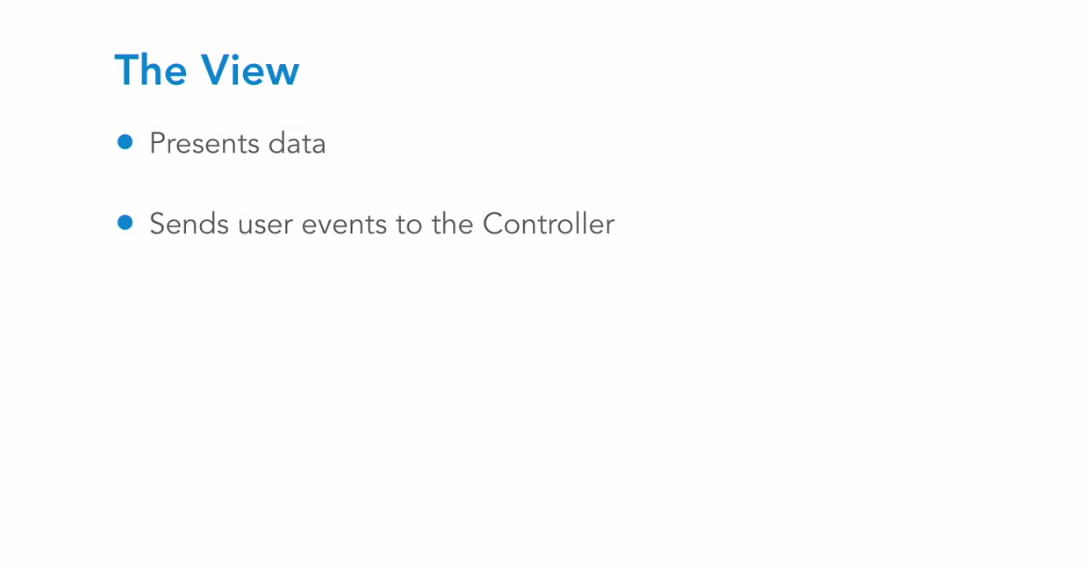 The View
Presents data
Sends user events to the Controller